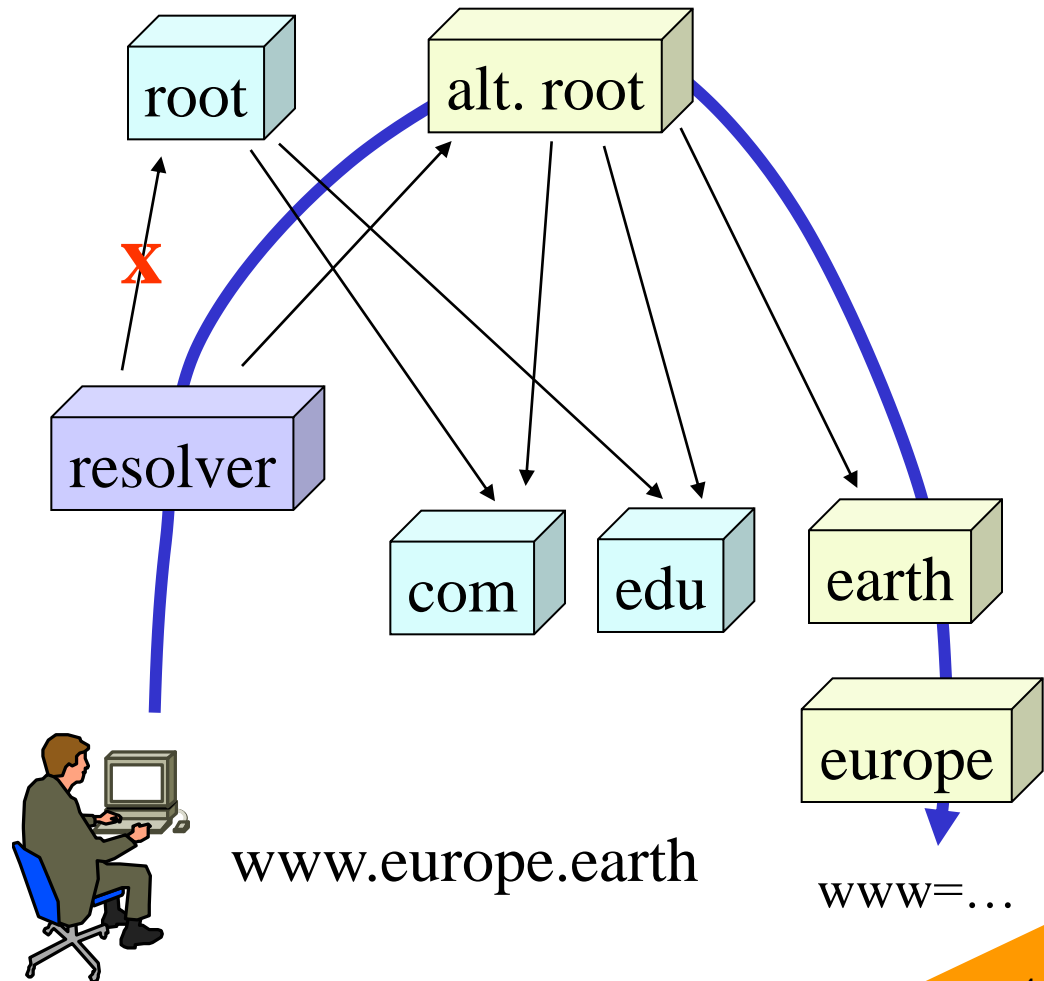 root
alt. root
x
resolver
com
edu
earth
europe
www.europe.earth
www=…